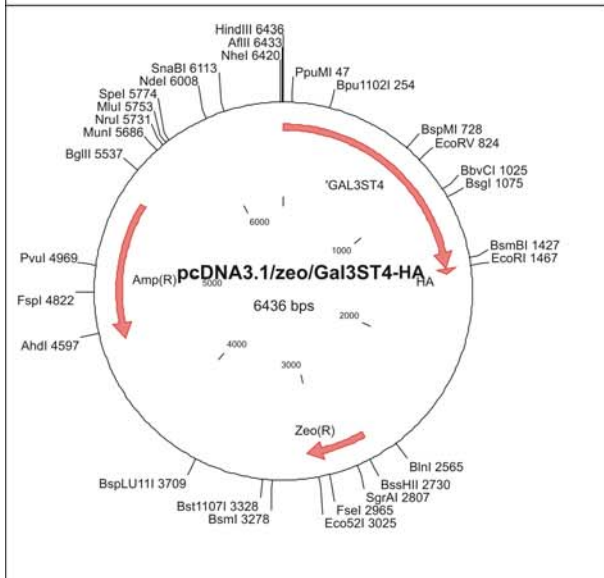 HindIII 6436
AflII 6433
NheI 6420
PpuMI 47
Bpu1102I 254
SnaBI 6113
NdeI 6008
SpeI 5774
MluI 5753
NruI 5731
MunI 5686
BglII 5537
BspMI 728
EcoRV 824
BbvCI 1025
BsgI 1075
'GAL3ST4
6000
1000
BsmBI 1427
EcoRI 1467
PvuI 4969
FspI 4822
AhdI 4597
Amp(R)
5000
pcDNA3.1/zeo/Gal3ST4-HA
HA
6436 bps
2000
4000
3000
Zeo(R)
BlnI 2565
BssHII 2730
SgrAI 2807
FseI 2965
Eco52I 3025
BspLU11I 3709
Bst1107I 3328
BsmI 3278